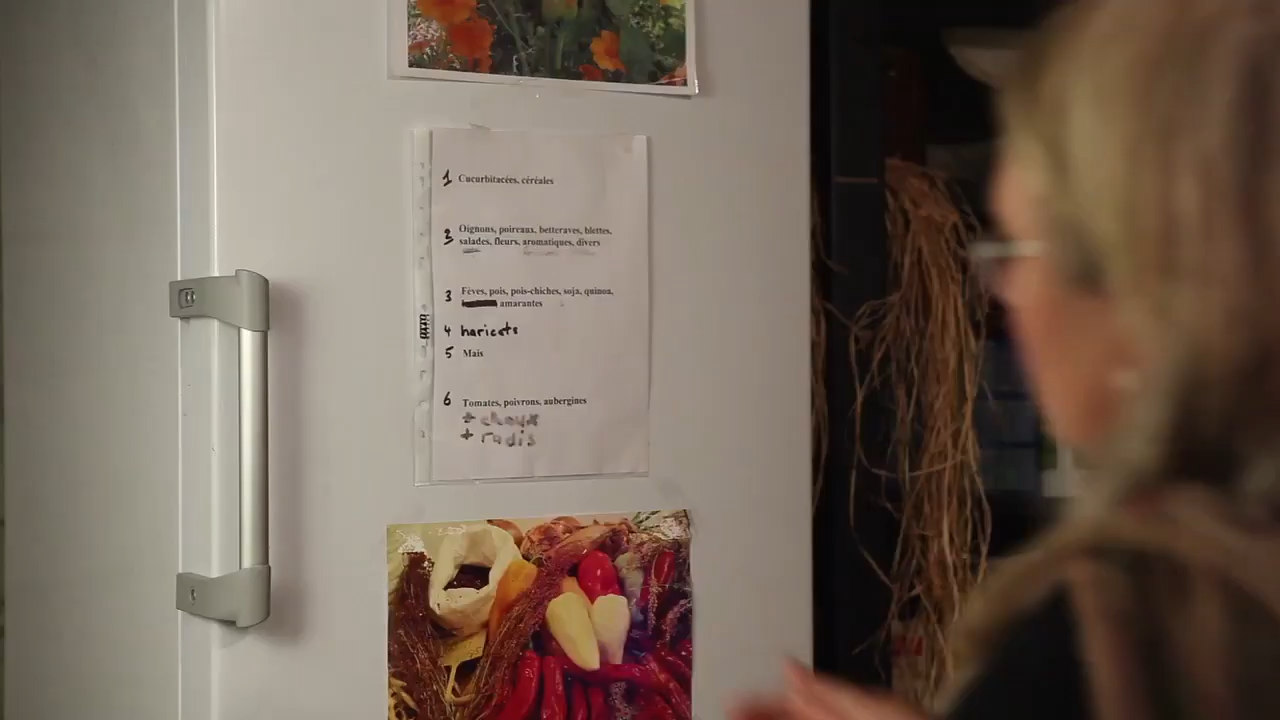 1 Cucurbitacées, céréales
3 Oignons, poireaux, betteraves, blettes,
salades, fleurs, aromatiques, divers
3 Fèves, pois, pois-chiches, soja, quinoa,
amarantes
4 haricots
5 Maïs
6 Tomates, poivrons, aubergines
+ choux
+ radis